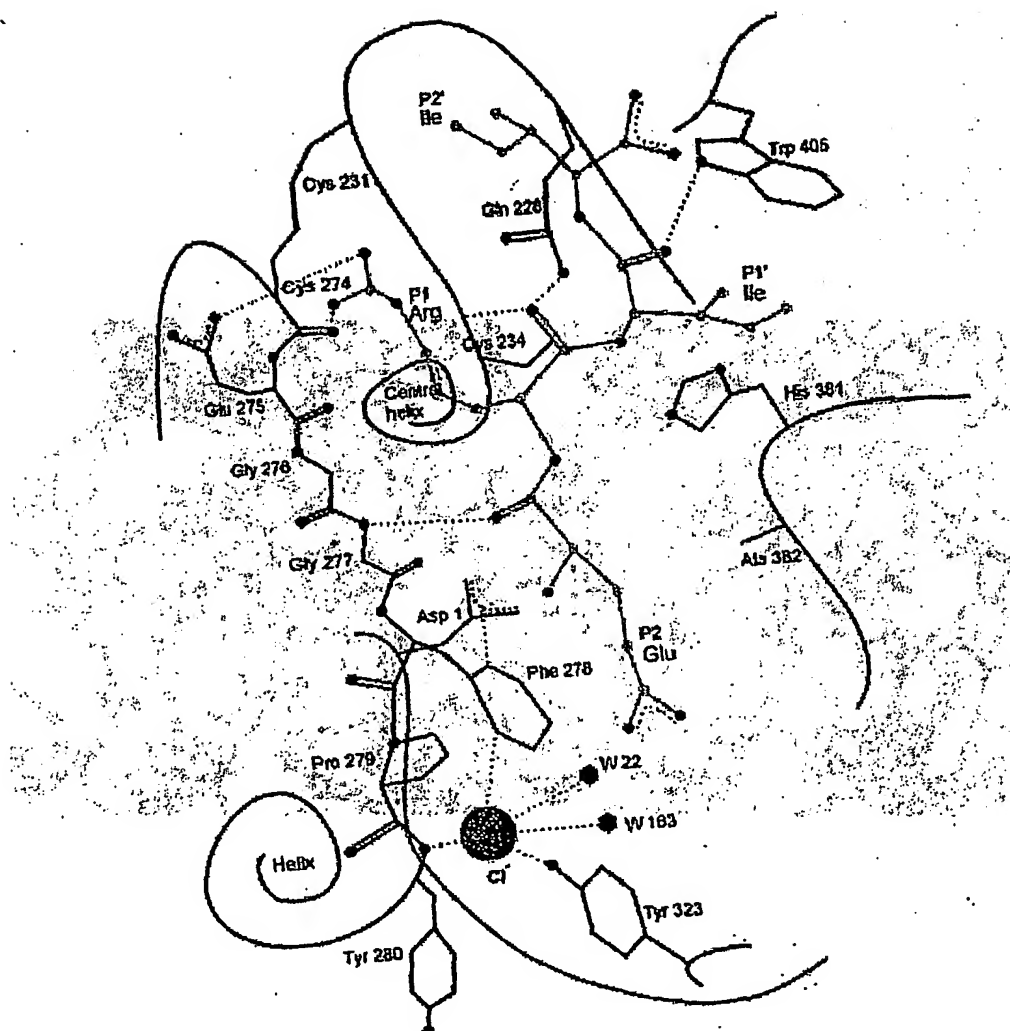 P2'
Ile
Trp 405
Cys 231
Gln 228
Cys 274
P1
Arg
P1'
Ile
Cys 234
Central
helix
His 381
Glu 275
Gly 276
Gly 277
Ala 382
Asp 1
P2
Glu
Phe 278
Pro 279
W 22
W 163
Helix
Cl-
Tyr 323
Tyr 280